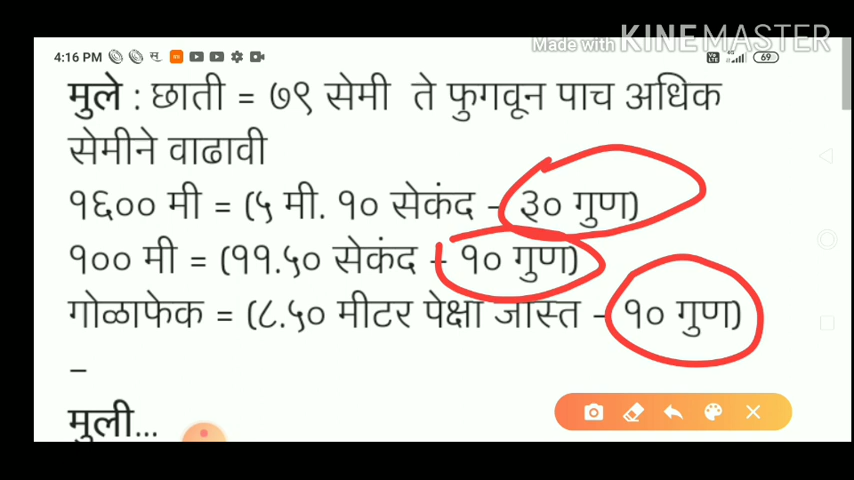 Made with KINEMASTER
4:16 PM
69
मुले : छाती = ७९ सेमी ते फुगवून पाच अधिक
सेमीने वाढावी
१६०० मी = (५ मी. १० सेकंद - ३० गुण)
१०० मी = (११.५० सेकंद - १० गुण)
गोळाफेक = (८.५० मीटर पेक्षा जास्त - १० गुण)
–
मुली...